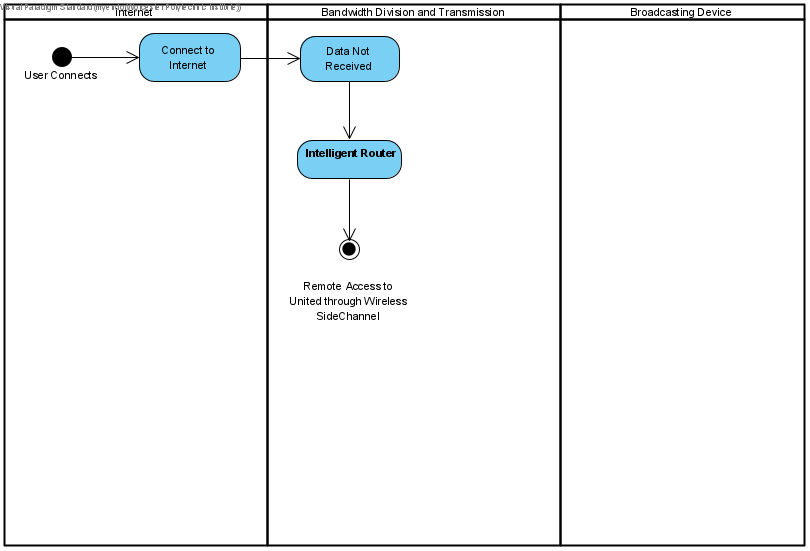 Internet
Bandwidth Division and Transmission
Broadcasting Device
User Connects
Connect to
Internet
Data Not
Received
Intelligent Router
Remote Access to
United through Wireless
SideChannel